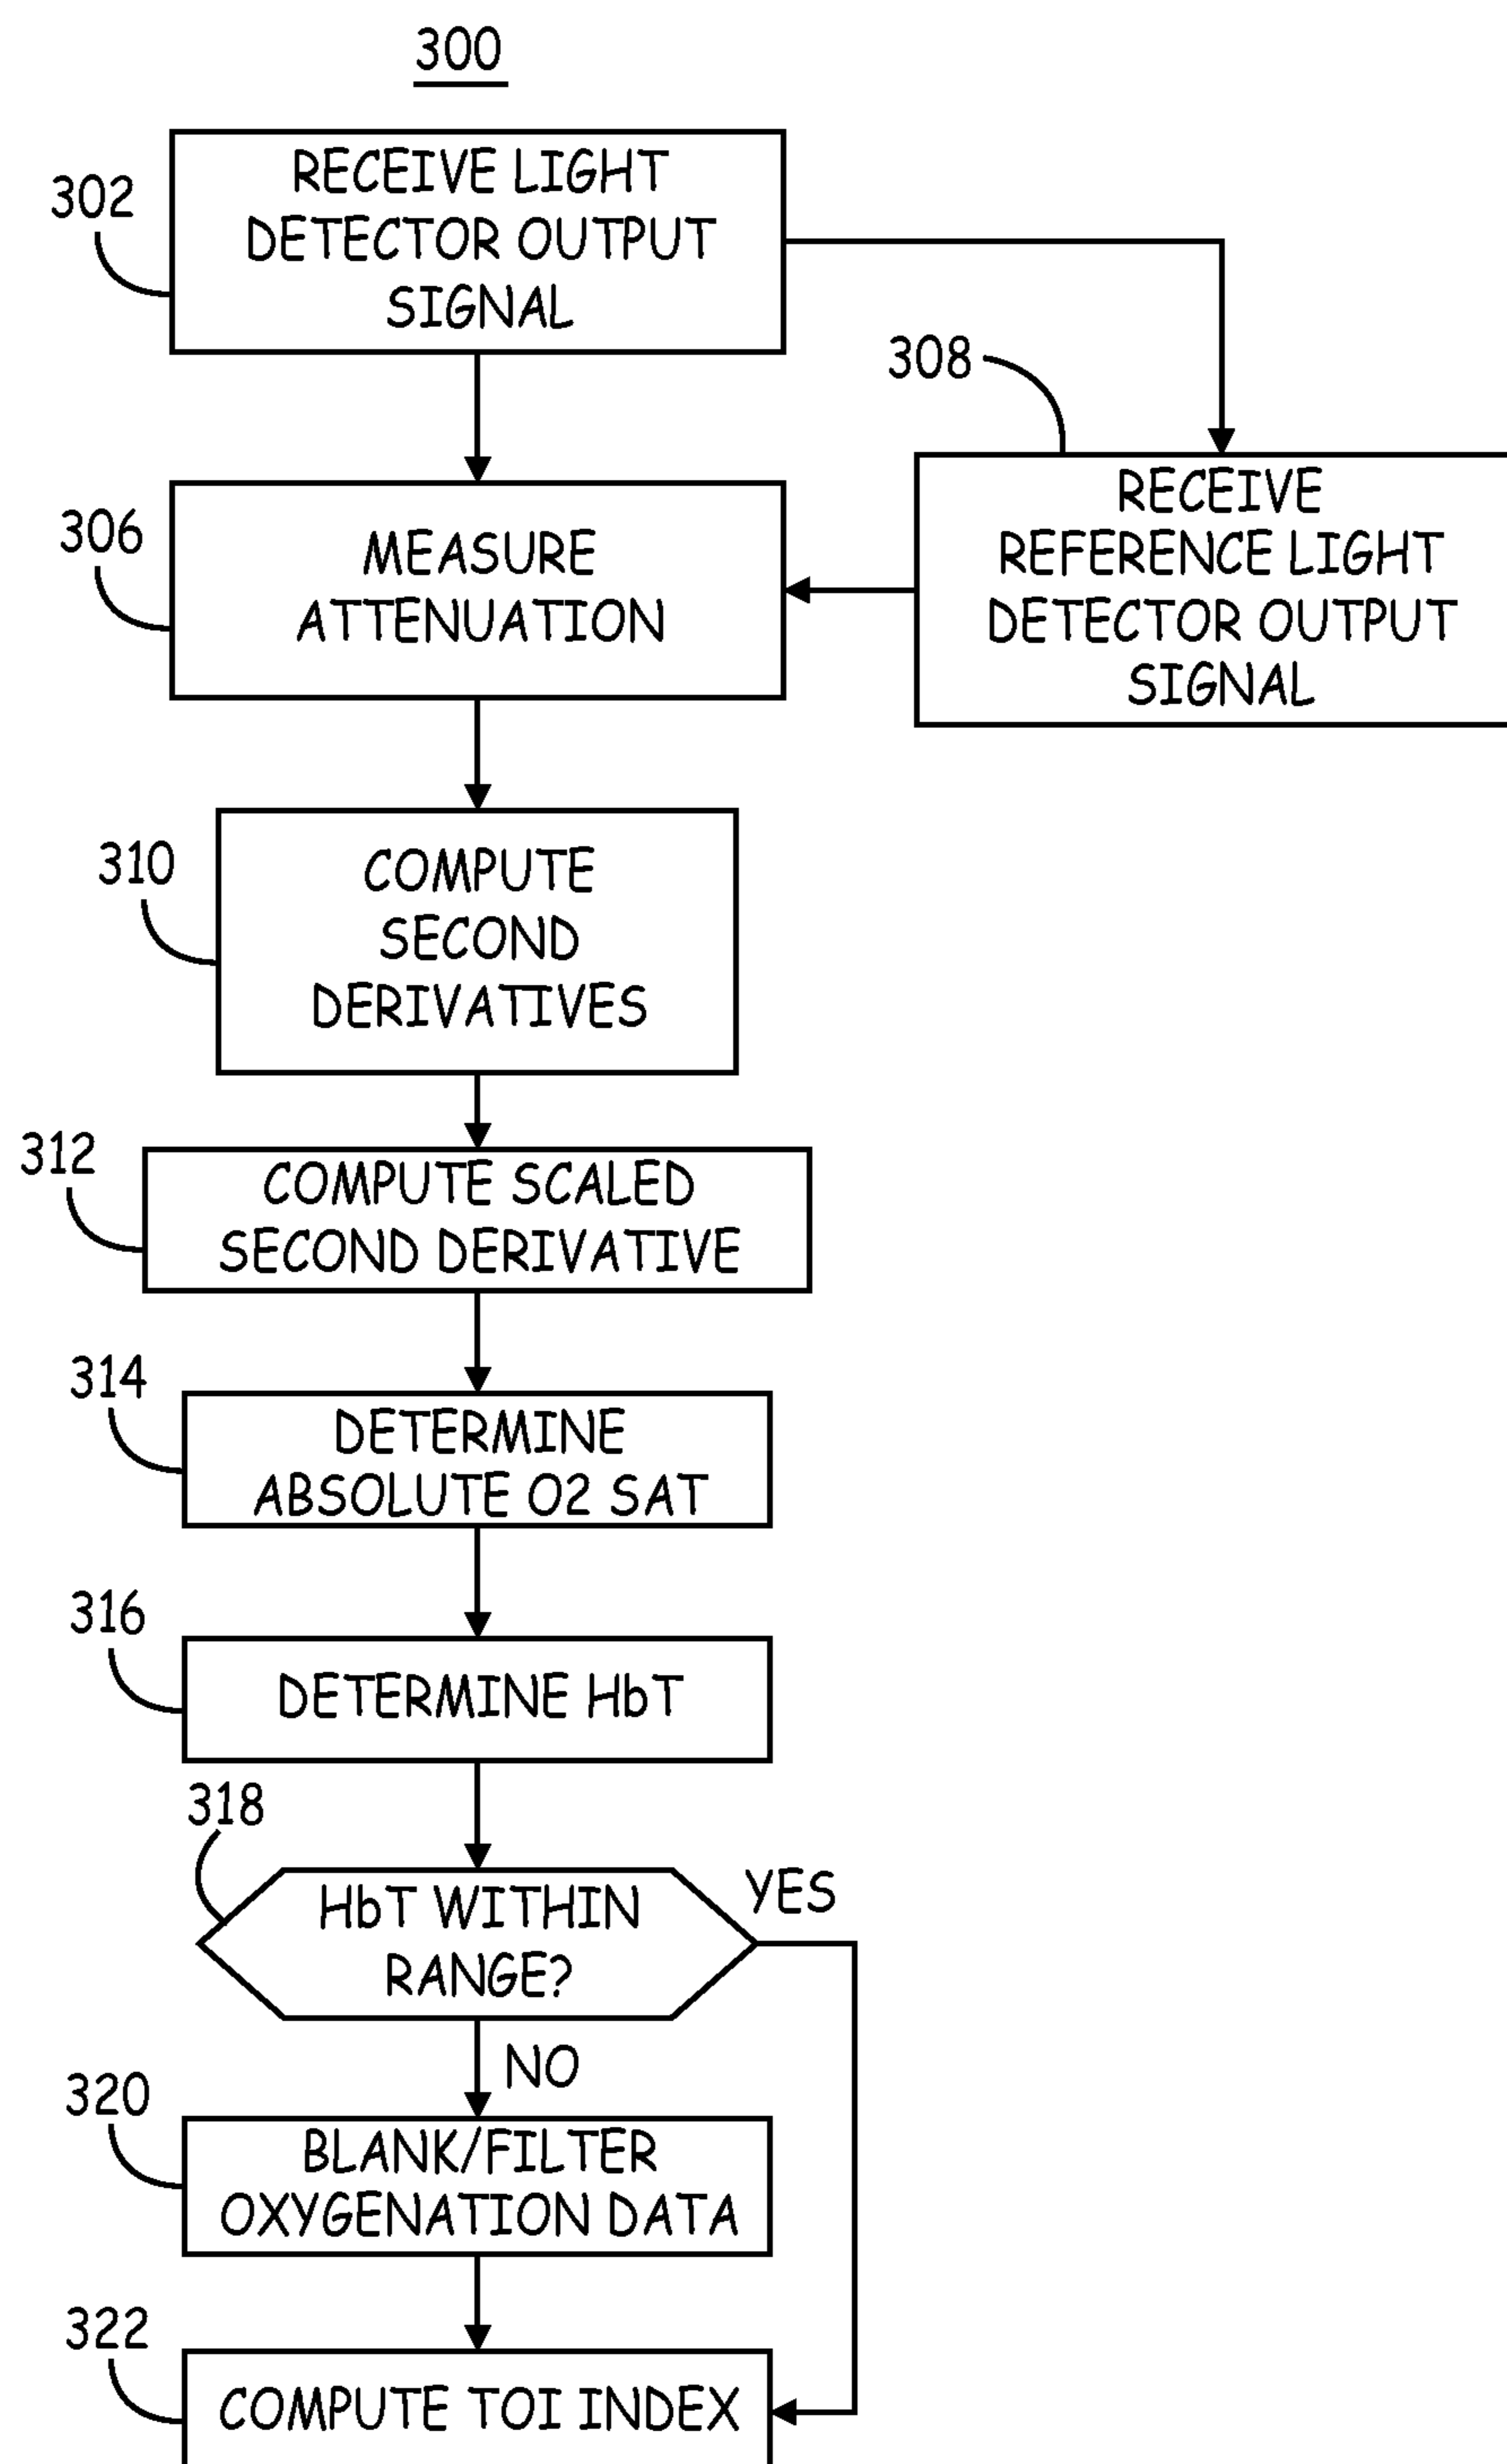 300
302
RECEIVE LIGHT
DETECTOR OUTPUT
SIGNAL
308
RECEIVE
REFERENCE LIGHT
DETECTOR OUTPUT
SIGNAL
306
MEASURE
ATTENUATION
310
COMPUTE
SECOND
DERIVATIVES
312
COMPUTE SCALED
SECOND DERIVATIVE
314
DETERMINE
ABSOLUTE O2 SAT
316
DETERMINE HbT
318
HbT WITHIN
RANGE?
YES
NO
320
BLANK/FILTER
OXYGENATION DATA
322
COMPUTE TOI INDEX